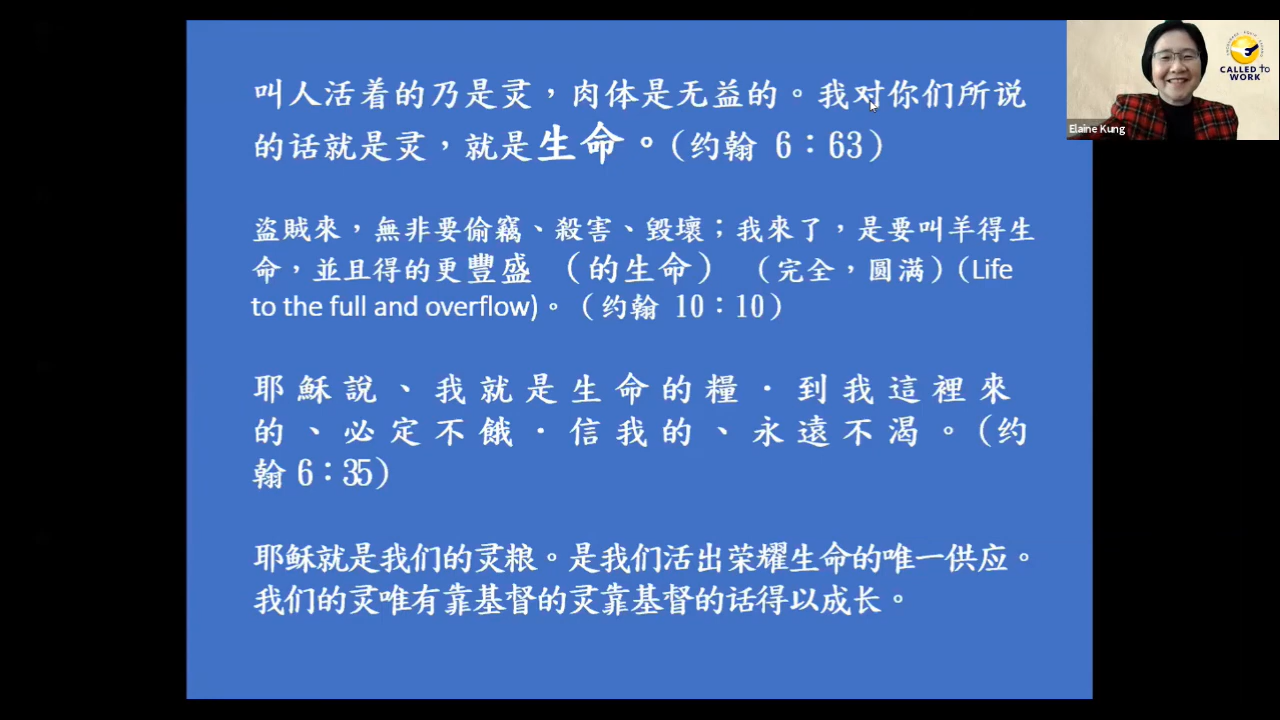 叫人活着的乃是灵，肉体是无益的。我对你们所说
的话就是灵，就是生命。(约翰 6：63)
盜賊來，無非要偷竊、殺害、毀壞；我來了，是要叫羊得生
命，並且得的更豐盛 （的生命） （完全，圆满）(Life
to the full and overflow)。（约翰 10：10）
耶穌說、我就是生命的糧．到我這裡來
的、必定不餓．信我的、永遠不渴。(约
翰 6：35)
耶稣就是我们的灵粮。是我们活出荣耀生命的唯一供应。
我们的灵唯有靠基督的灵靠基督的话得以成长。
CALLED to
WORK
Elaine Kung